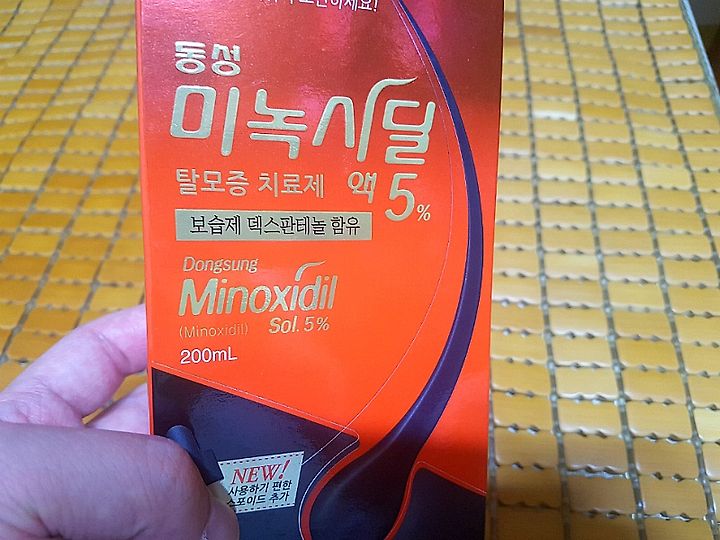 동성
미녹시딜
탈모증 치료제 액 5%
보습제 덱스판테놀 함유
Dongsung
Minoxidil
(Minoxidil) Sol. 5%
200mL
NEW!
사용하기 편한
스포이드 추가